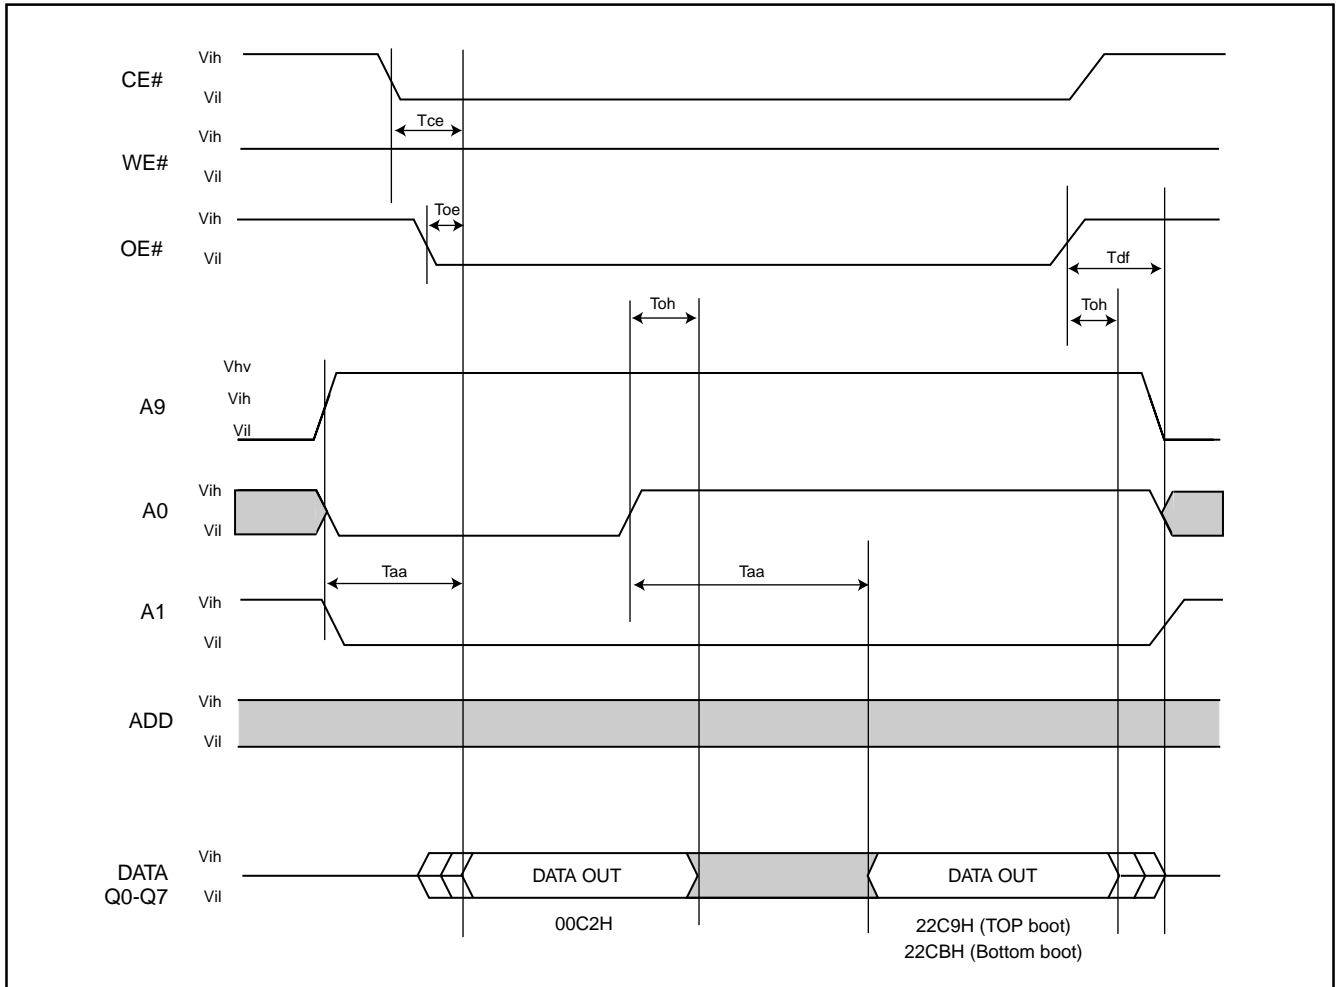 Vih
CE#
Vil
Tce
Vih
WE#
Vil
Toe
Vih
OE#
Vil
Tdf
Toh
Toh
Vhv
A9
Vih
Vil
Vih
A0
Vil
Taa
Taa
Vih
A1
Vil
Vih
ADD
Vil
Vih
DATA
Q0-Q7
Vil
DATA OUT
DATA OUT
00C2H
22C9H (TOP boot)
22CBH (Bottom boot)